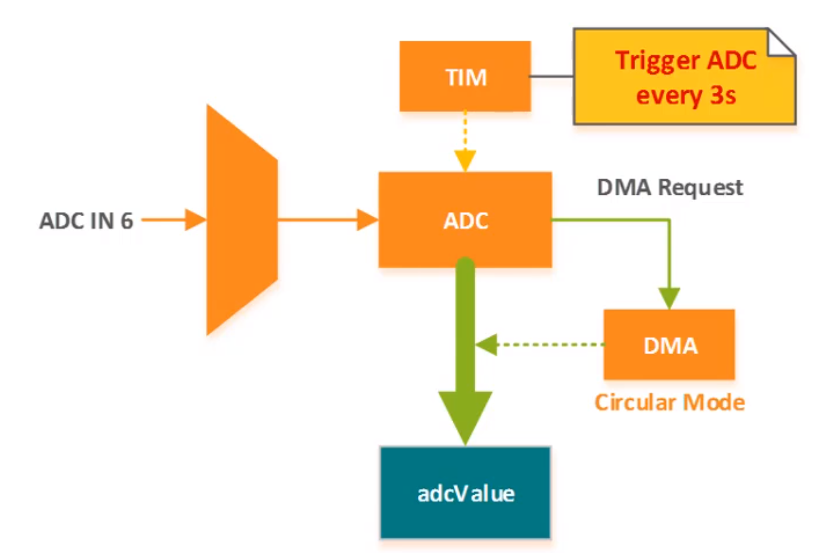 TIM
Trigger ADC
every 3s
DMA Request
ADC IN 6
ADC
DMA
Circular Mode
adcValue